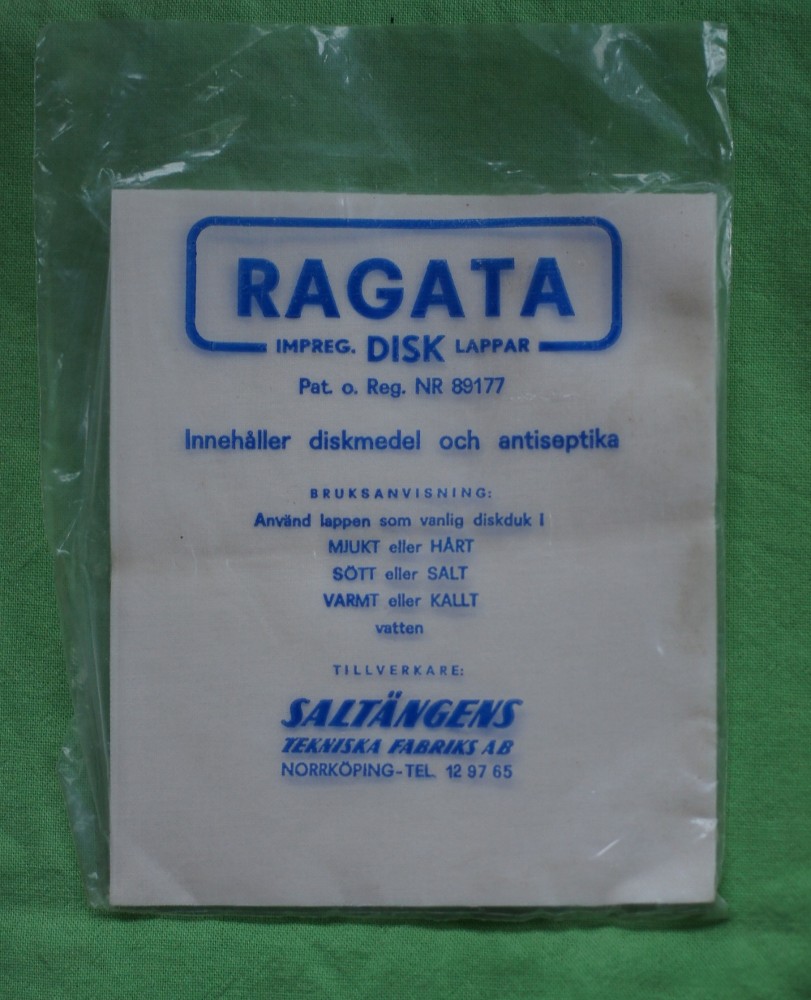 RAGATA
IMPREG. DISK LAPPAR
Pat. o. Reg. NR 89177
Innehåller diskmedel och antiseptika
BRUKSANVISNING:
Använd lappen som vanlig diskduk i
MJUKT eller HÅRT
SÖTT eller SALT
VARMT eller KALLT
vatten
TILLVERKARE:
SALTÄNGENS
TEKNISKA FABRIKS AB
NORRKÖPING-TEL. 12 97 65